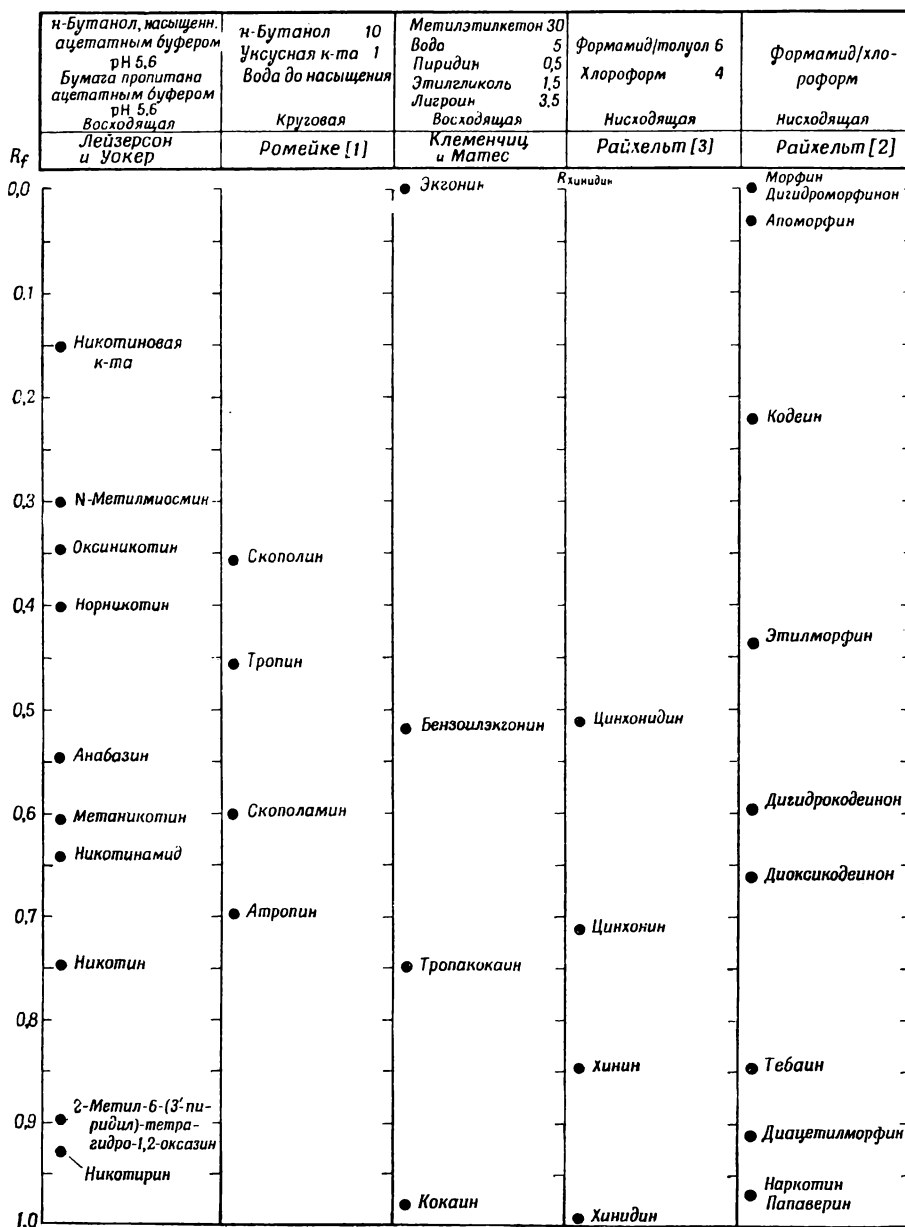 н-Бутанол, насыщенн.
ацетатным буфером
pH 5,6
Бумага пропитана
ацетатным буфером
pH 5,6
Восходящая
Лейзерсон
и Уокер
н-Бутанол 10
Уксусная к-та 1
Вода до насыщения
Круговая
Ромейке [1]
Метилэтилкетон 30
Вода 5
Пиридин 0,5
Этилгликоль 1,5
Лигроин 3,5
Восходящая
Клеменчиц
и Матес
Формамид/толуол 6
Хлороформ 4
Нисходящая
Райхельт [3]
Формамид/хло-
роформ
Нисходящая
Райхельт [2]
Rf
0,0
0,1
0,2
0,3
0,4
0,5
0,6
0,7
0,8
0,9
1,0
Никотиновая
к-та
N-Метилмиосмин
Оксиникотин
Норникотин
Анабазин
Метаникотин
Никотинамид
Никотин
2-Метил-6-(3'-пи-
ридил)-тетра-
гидро-1,2-оксазин
Никотирин
Скополин
Тропин
Скополамин
Атропин
Экгонин
Бензоилэкгонин
Тропакокаин
Кокаин
Rхинидин
Цинхонидин
Цинхонин
Хинин
Хинидин
Морфин
Дигидроморфинон
Апоморфин
Кодеин
Этилморфин
Дигидрокодеинон
Диоксикодеинон
Тебаин
Диацетилморфин
Наркотин
Папаверин